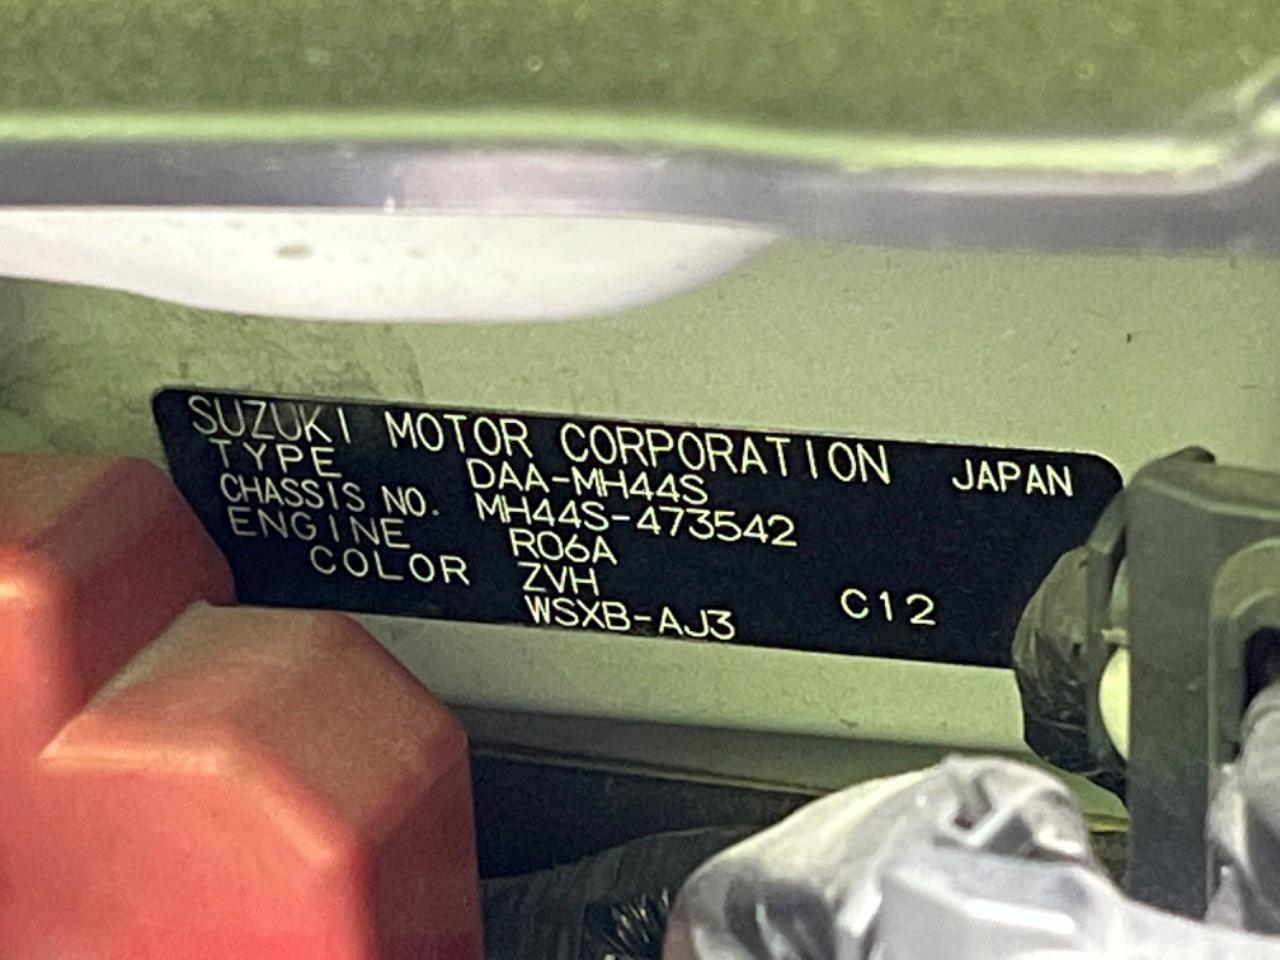 SUZUKI MOTOR CORPORATION JAPAN
TYPE DAA-MH44S
CHASSIS NO. MH44S-473542
ENGINE R06A
COLOR ZVH
WSXB-AJ3 C12